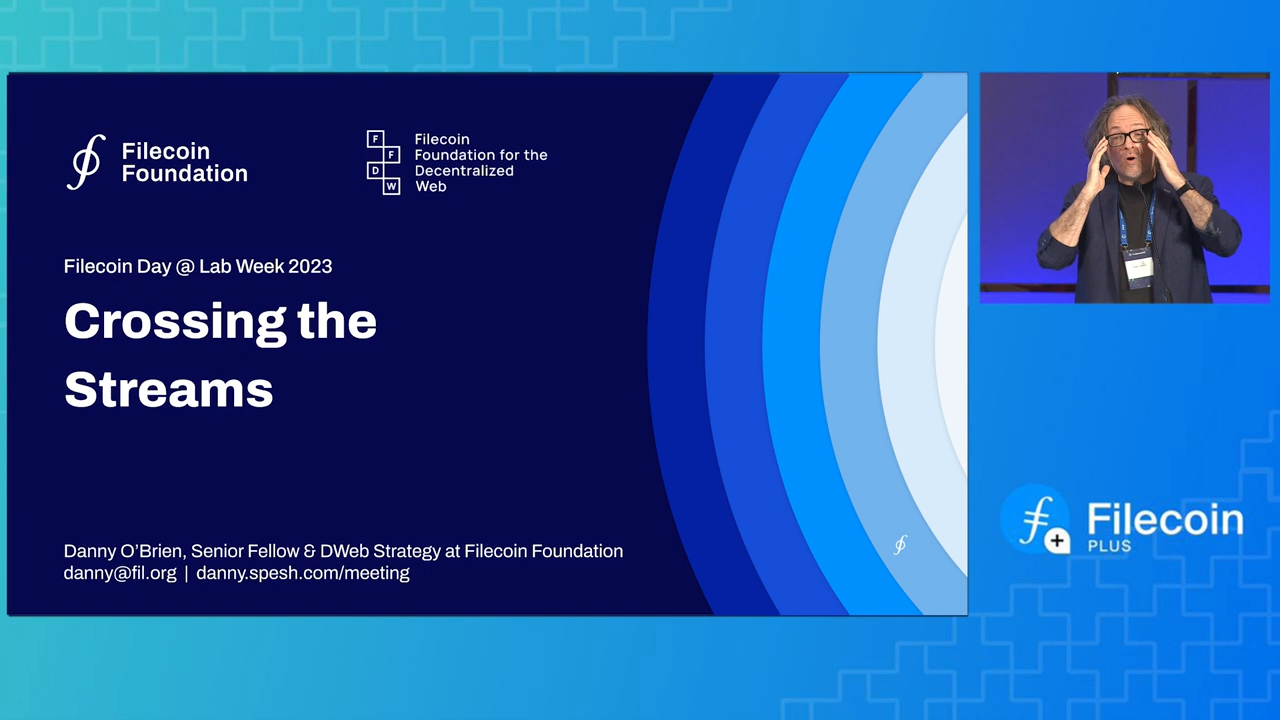 Filecoin
Foundation
F
F
D
W
Filecoin
Foundation for the
Decentralized
Web
Filecoin Day @ Lab Week 2023
Crossing the
Streams
Danny O’Brien, Senior Fellow & DWeb Strategy at Filecoin Foundation
danny@fil.org | danny.spesh.com/meeting
Filecoin
PLUS